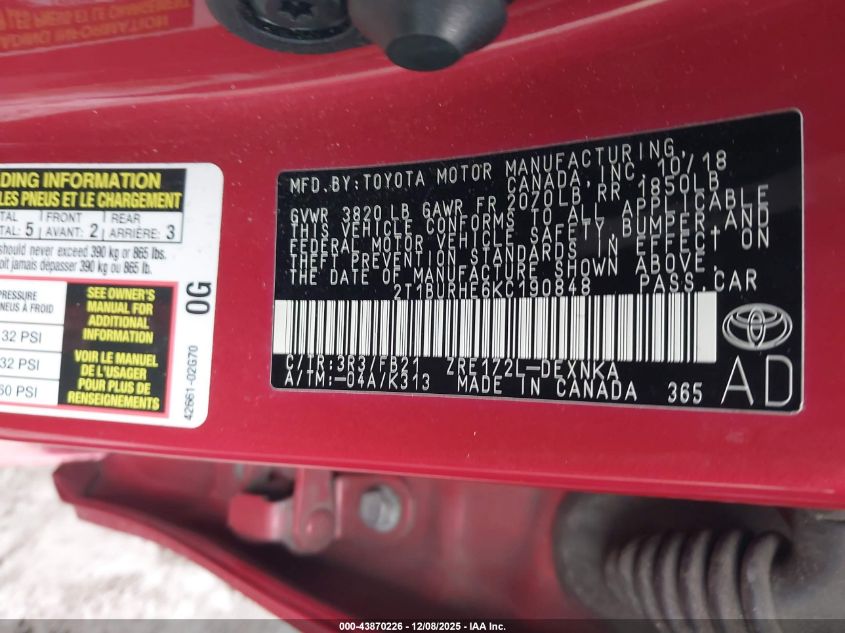 DING INFORMATION
LES PNEUS ET LE CHARGEMENT
TOTAL 5 FRONT 2 REAR 3
TAL: AVANT: ARRIÈRE:
should never exceed 390 kg or 865 lbs.
oit jamais dépasser 390 kg ou 865 lb.
PRESSURE
PNEUS À FROID
32 PSI
32 PSI
60 PSI
SEE OWNER'S
MANUAL FOR
ADDITIONAL
INFORMATION
VOIR LE MANUEL
DE L'USAGER
POUR PLUS DE
RENSEIGNEMENTS
0G
42661-02G70
MFD.BY:TOYOTA MOTOR MANUFACTURING,
CANADA, INC. 10/18
GVWR 3820 LB GAWR FR 2070LB RR 1850LB
THIS VEHICLE CONFORMS TO ALL APPLICABLE
FEDERAL MOTOR VEHICLE SAFETY, BUMPER, AND
THEFT PREVENTION STANDARDS IN EFFECT ON
THE DATE OF MANUFACTURE SHOWN ABOVE.
2T1BURHE6KC190848 PASS.CAR
C/TR:3R3/FB21 ZRE172L-DEXNKA
A/TM:-04A/K313 MADE IN CANADA 365
AD
000-43870226 - 12/08/2025 - IAA Inc.